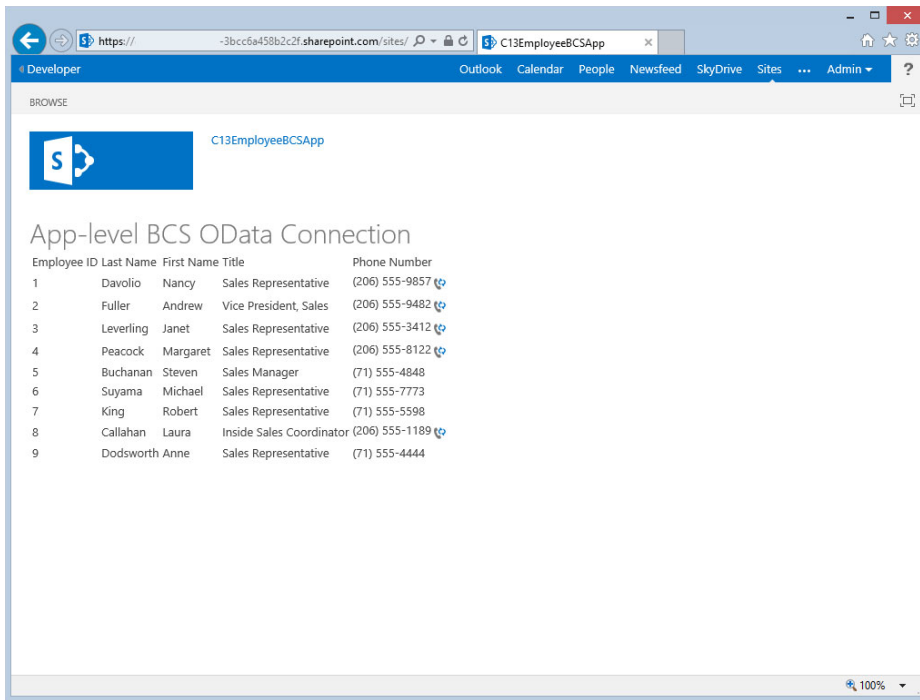 https:// -3bcc6a458b2c2f.sharepoint.com/sites/ C13EmployeeBCSApp
Developer Outlook Calendar People Newsfeed SkyDrive Sites ... Admin ?
BROWSE
S C13EmployeeBCSApp
App-level BCS OData Connection
Employee ID Last Name First Name Title Phone Number
1 Davolio Nancy Sales Representative (206) 555-9857
2 Fuller Andrew Vice President, Sales (206) 555-9482
3 Leverling Janet Sales Representative (206) 555-3412
4 Peacock Margaret Sales Representative (206) 555-8122
5 Buchanan Steven Sales Manager (71) 555-4848
6 Suyama Michael Sales Representative (71) 555-7773
7 King Robert Sales Representative (71) 555-5598
8 Callahan Laura Inside Sales Coordinator (206) 555-1189
9 Dodsworth Anne Sales Representative (71) 555-4444
100%